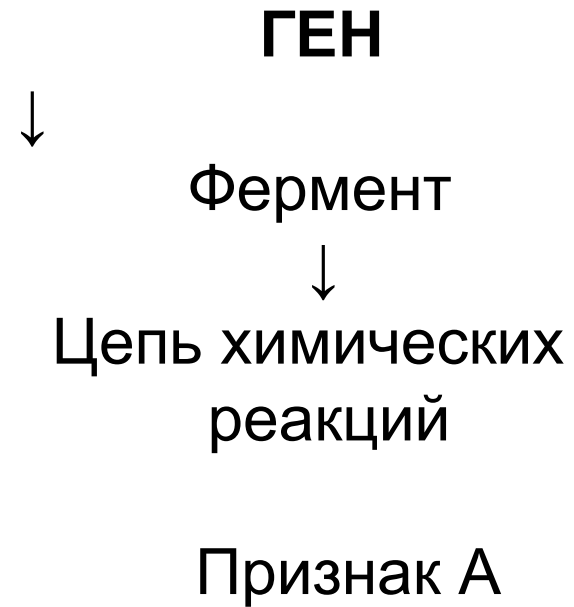 ГЕН
↓
Фермент
↓
Цепь химических
реакций
Признак А